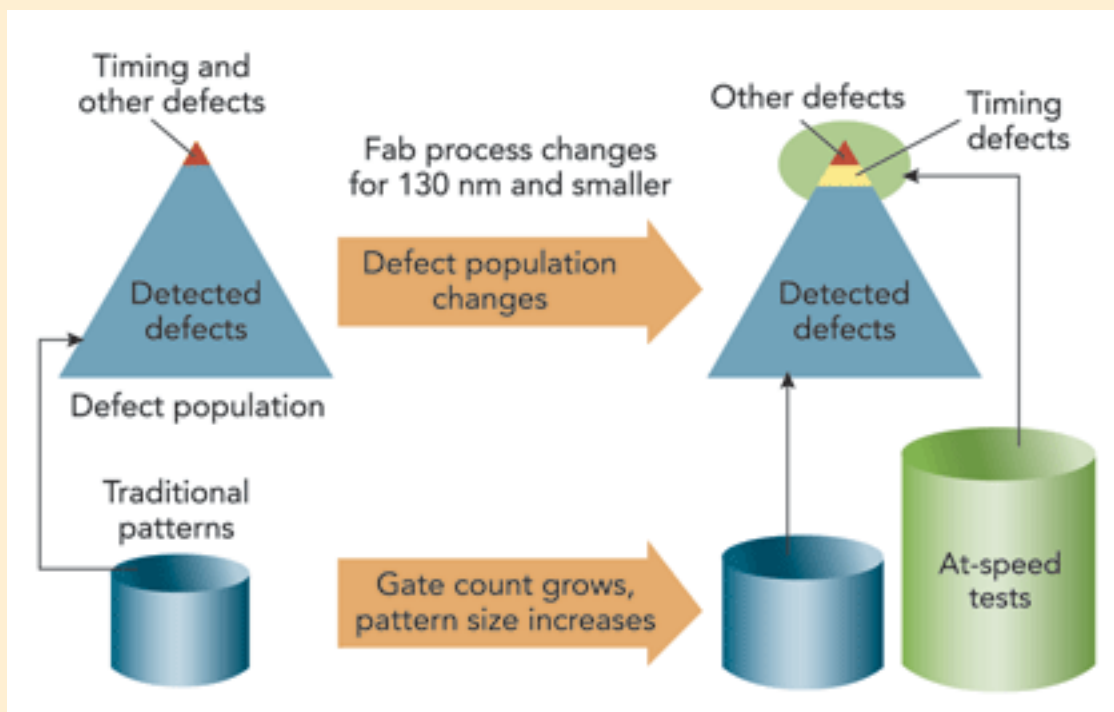 Timing and
other defects
Detected
defects
Defect population
Traditional
patterns
Fab process changes
for 130 nm and smaller
Defect population
changes
Gate count grows,
pattern size increases
Other defects
Timing
defects
Detected
defects
At-speed
tests